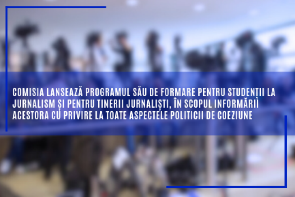 COMISIA LANSEAZĂ PROGRAMUL SĂU DE FORMARE PENTRU STUDENȚII LA
JURNALISM ȘI PENTRU TINERII JURNALIȘTI, ÎN SCOPUL INFORMĂRII
ACESTORA CU PRIVIRE LA TOATE ASPECTELE POLITICII DE COEZIUNE